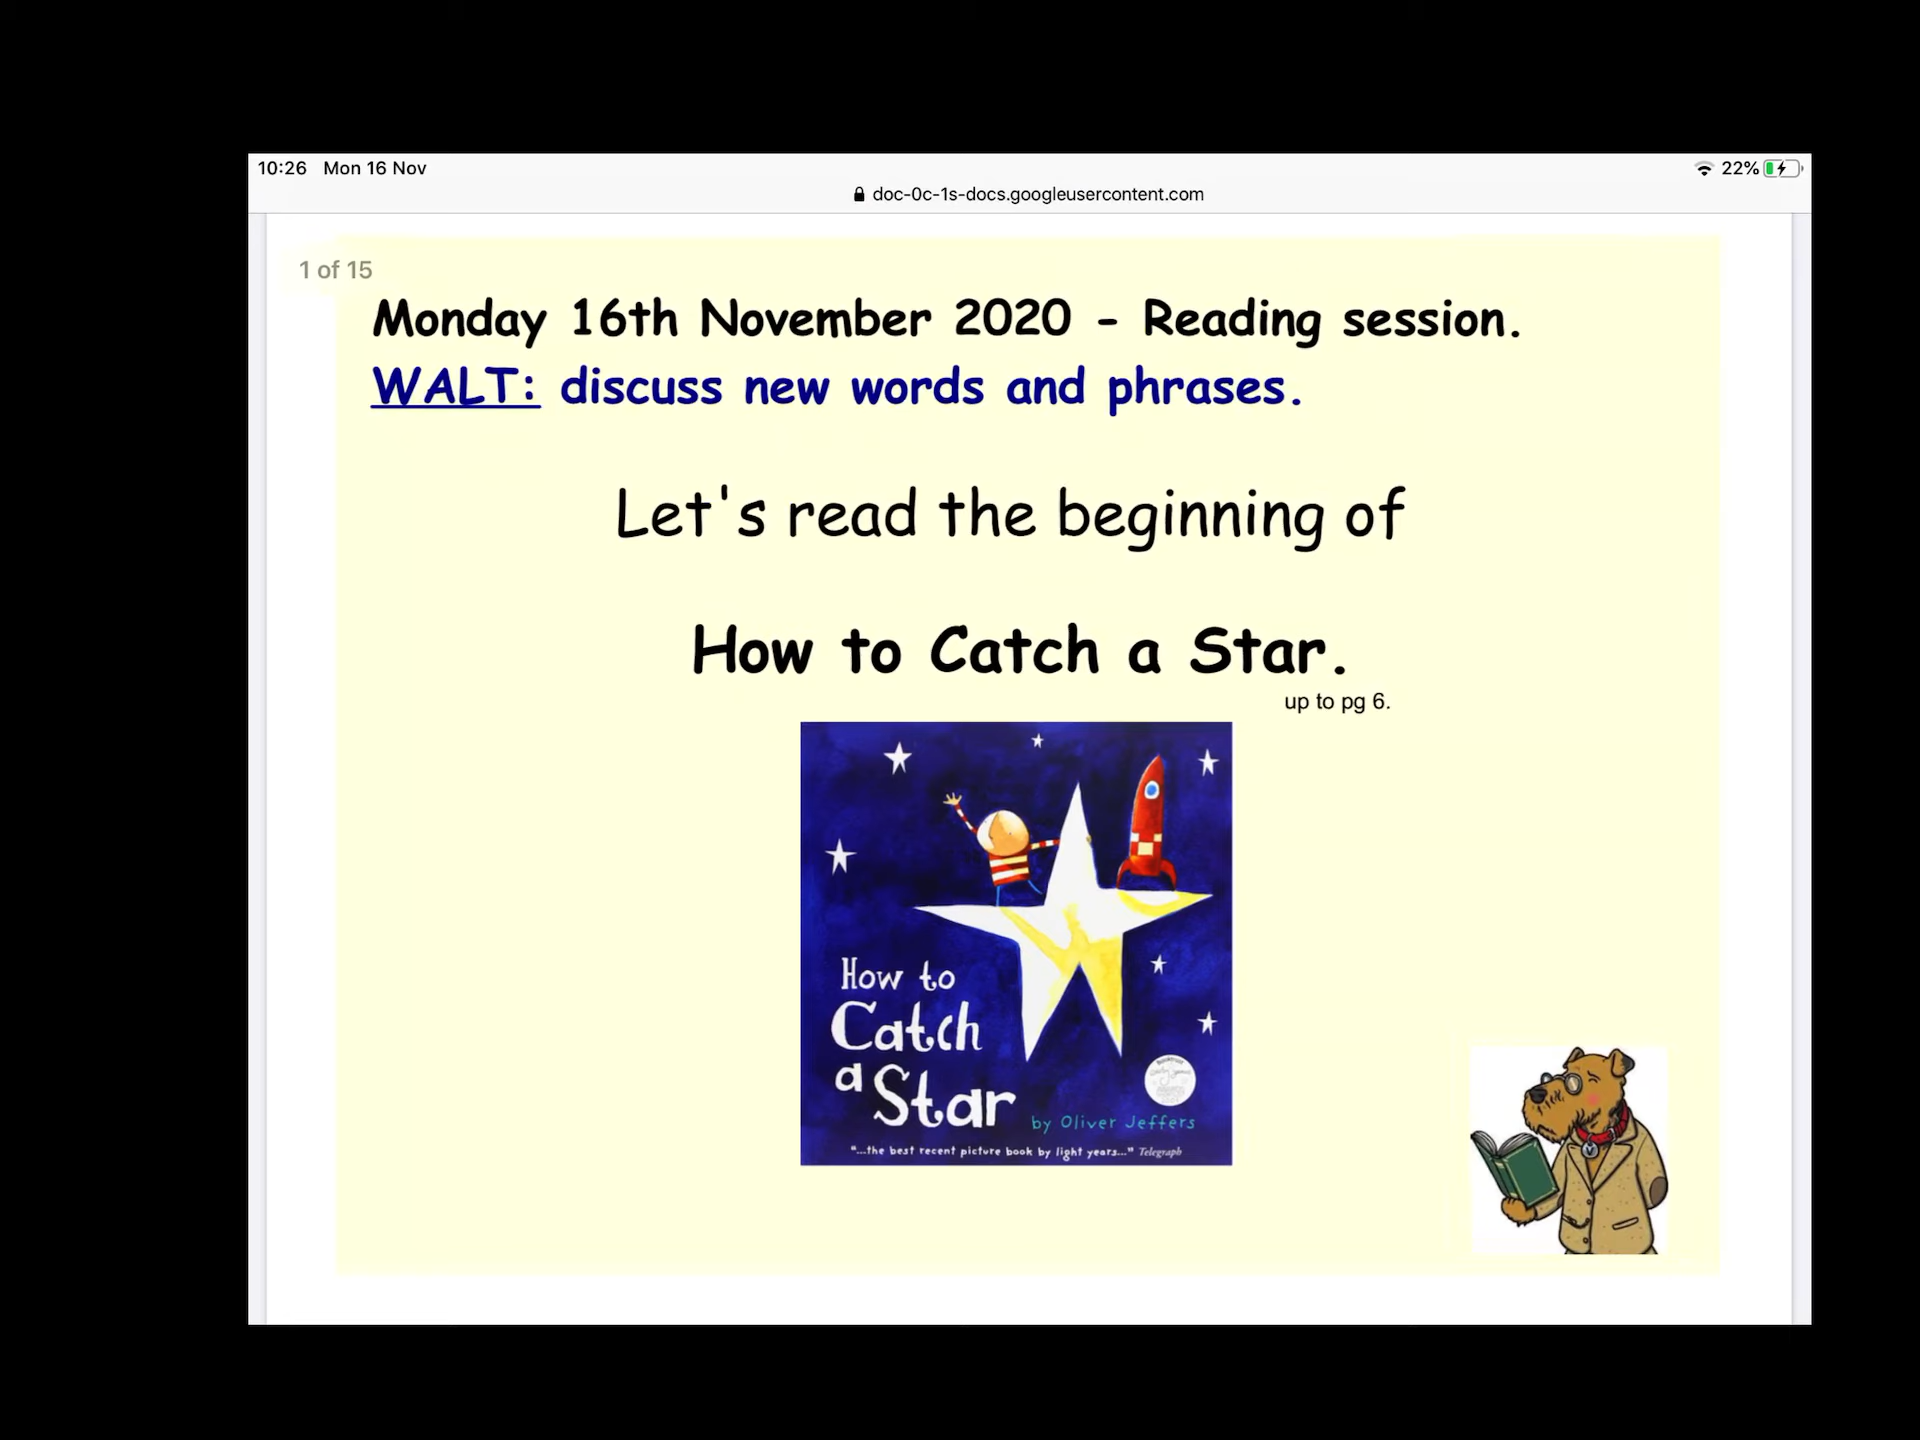 10:26 Mon 16 Nov
22%
doc-0c-1s-docs.googleusercontent.com
1 of 15
Monday 16th November 2020 - Reading session.
WALT: discuss new words and phrases.
Let's read the beginning of
How to Catch a Star.
up to pg 6.
How to
Catch
a Star
by Oliver Jeffers
"...the best recent picture book by light years..." Telegraph